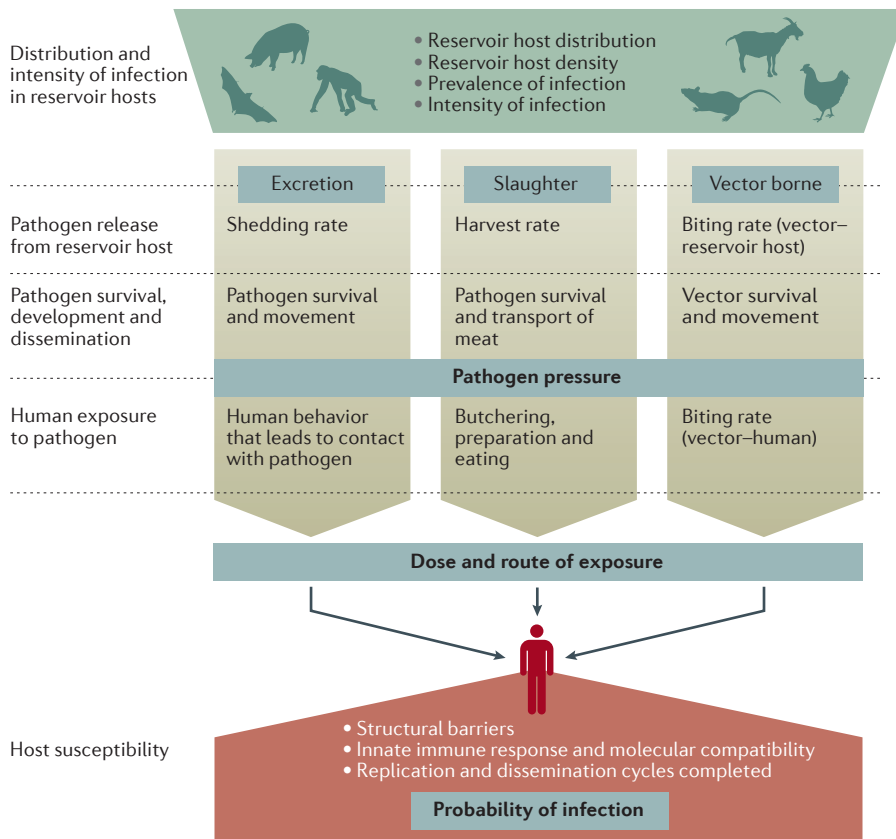 Distribution and
intensity of infection
in reservoir hosts
• Reservoir host distribution
• Reservoir host density
• Prevalence of infection
• Intensity of infection
Excretion
Slaughter
Vector borne
Pathogen release
from reservoir host
Shedding rate
Harvest rate
Biting rate (vector–
reservoir host)
Pathogen survival,
development and
dissemination
Pathogen survival
and movement
Pathogen survival
and transport of
meat
Vector survival
and movement
Pathogen pressure
Human exposure
to pathogen
Human behavior
that leads to contact
with pathogen
Butchering,
preparation and
eating
Biting rate
(vector–human)
Dose and route of exposure
Host susceptibility
• Structural barriers
• Innate immune response and molecular compatibility
• Replication and dissemination cycles completed
Probability of infection